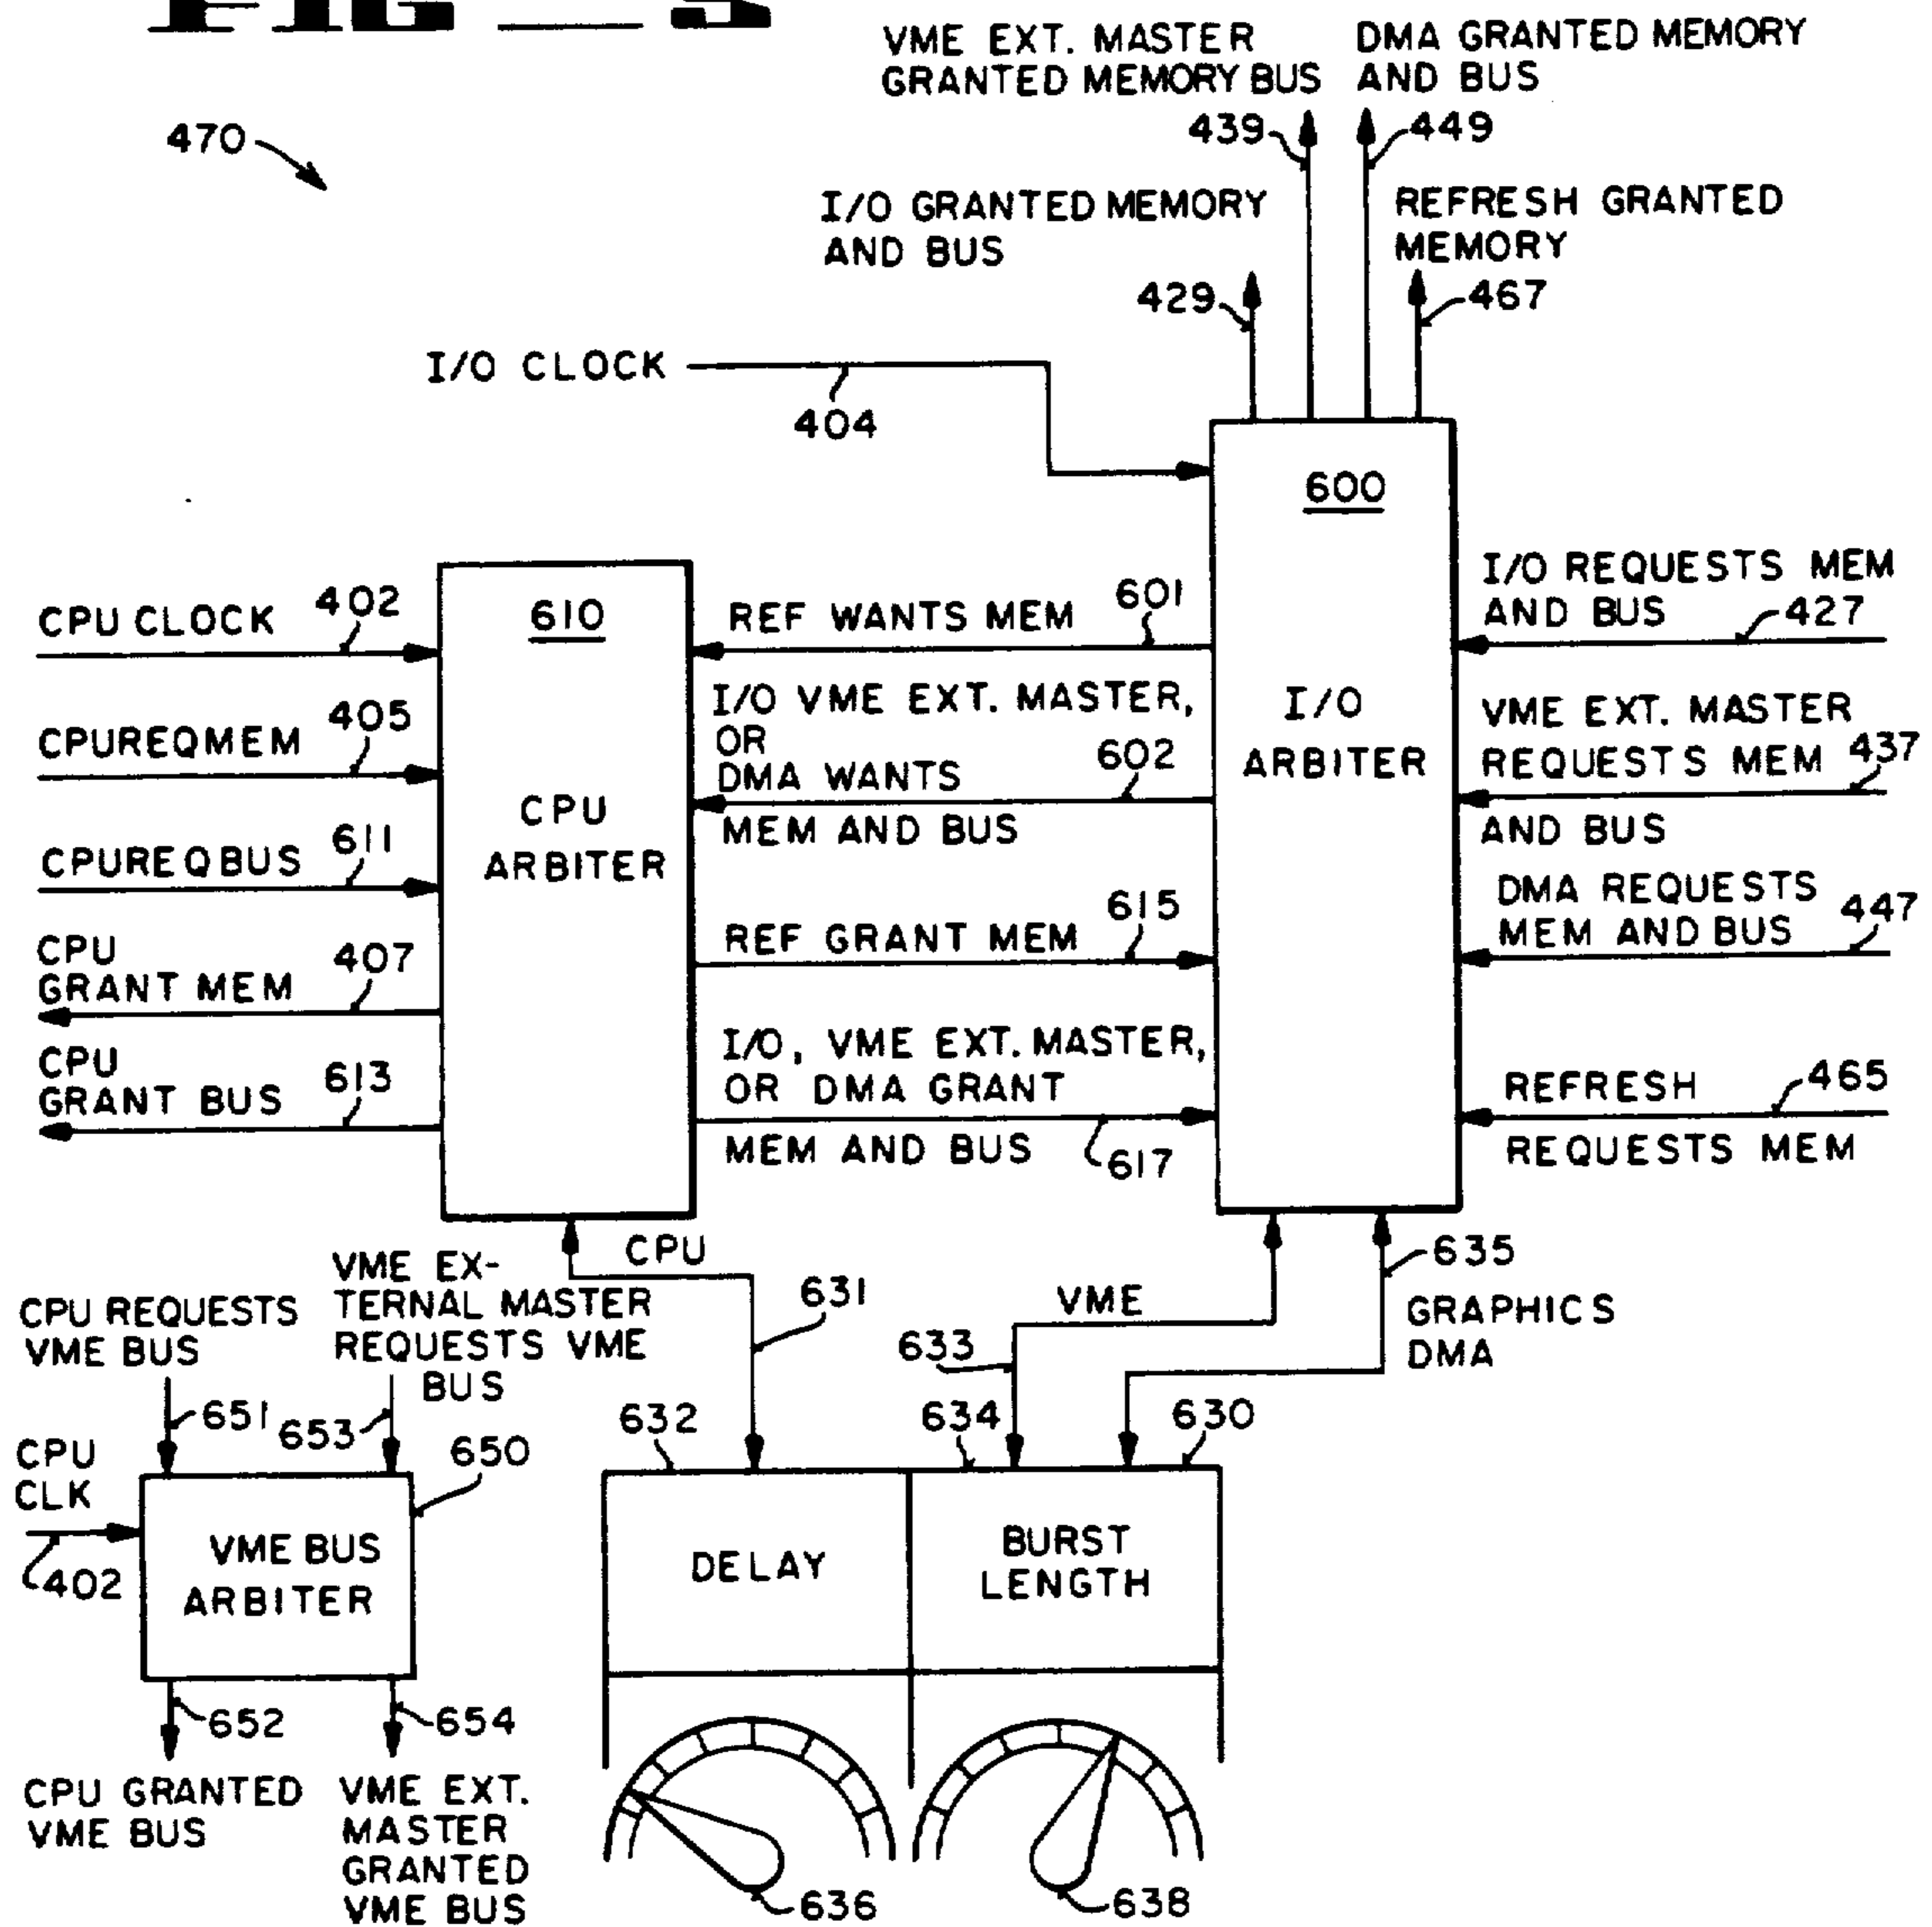 FIG_5
VME EXT. MASTER
GRANTED MEMORY BUS
DMA GRANTED MEMORY
AND BUS
470
439
449
I/O GRANTED MEMORY
AND BUS
REFRESH GRANTED
MEMORY
429
467
I/O CLOCK
404
600
I/O
ARBITER
610
CPU
ARBITER
CPU CLOCK
402
CPUREQMEM
405
CPUREQBUS
611
CPU
GRANT MEM
407
CPU
GRANT BUS
613
REF WANTS MEM
601
I/O VME EXT. MASTER,
OR
DMA WANTS
602
MEM AND BUS
REF GRANT MEM
615
I/O, VME EXT. MASTER,
OR DMA GRANT
MEM AND BUS
617
I/O REQUESTS MEM
AND BUS
427
VME EXT. MASTER
REQUESTS MEM
437
AND BUS
DMA REQUESTS
MEM AND BUS
447
REFRESH
465
REQUESTS MEM
CPU
631
VME
633
635
GRAPHICS
DMA
CPU REQUESTS
VME BUS
VME EX-
TERNAL MASTER
REQUESTS VME
BUS
651
653
650
CPU
CLK
402
VME BUS
ARBITER
652
654
CPU GRANTED
VME BUS
VME EXT.
MASTER
GRANTED
VME BUS
632
634
630
DELAY
BURST
LENGTH
636
638